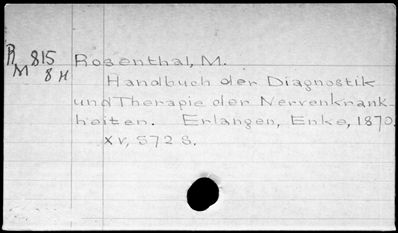 R 815 Rosenthal, M.
M 8 H Handbuch der Diagnostik
und Therapie der Nervenkrank-
heiten. Erlangen, Enke, 1870.
XV, 572 S.